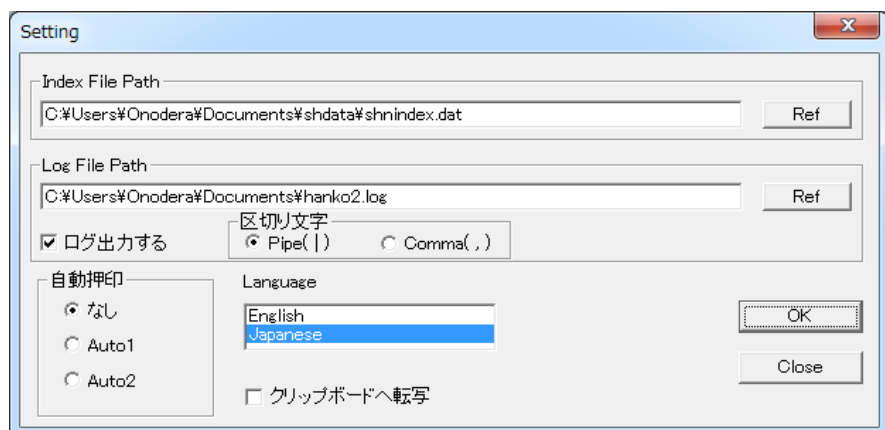 Setting
Index File Path
C:¥Users¥Onodera¥Documents¥shdata¥shnindex.dat
Ref
Log File Path
C:¥Users¥Onodera¥Documents¥hanko2.log
Ref
ログ出力する
区切り文字
Pipe(|)
Comma(,)
自動押印
なし
Auto1
Auto2
Language
English
Japanese
クリップボードへ転写
OK
Close